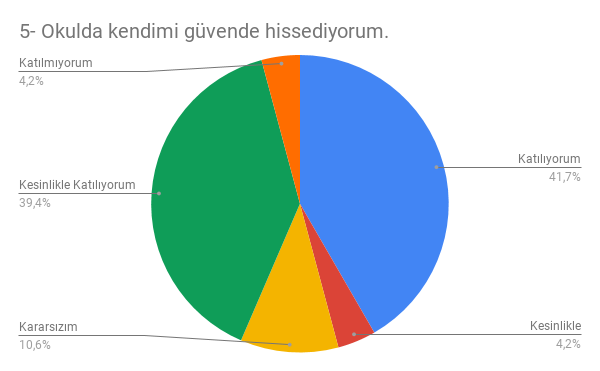 5- Okulda kendimi güvende hissediyorum.
Katılmıyorum
4,2%
Katılıyorum
41,7%
Kesinlikle Katılıyorum
39,4%
Kararsızım
10,6%
Kesinlikle
4,2%